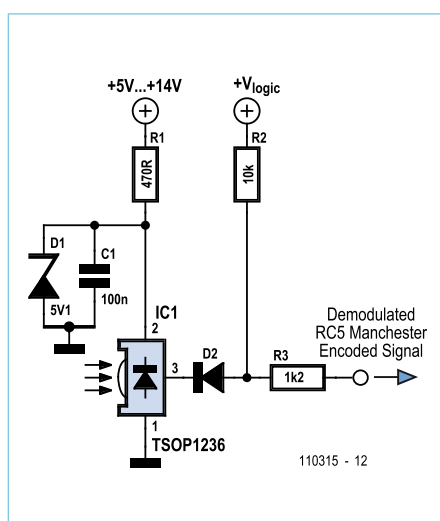 +5V...+14V
+Vlogic
R1
R2
470R
10k
D1
C1
5V1
100n
IC1
2
3
D2
R3
1k2
1
TSOP1236
Demodulated
RC5 Manchester
Encoded Signal
110315 - 12